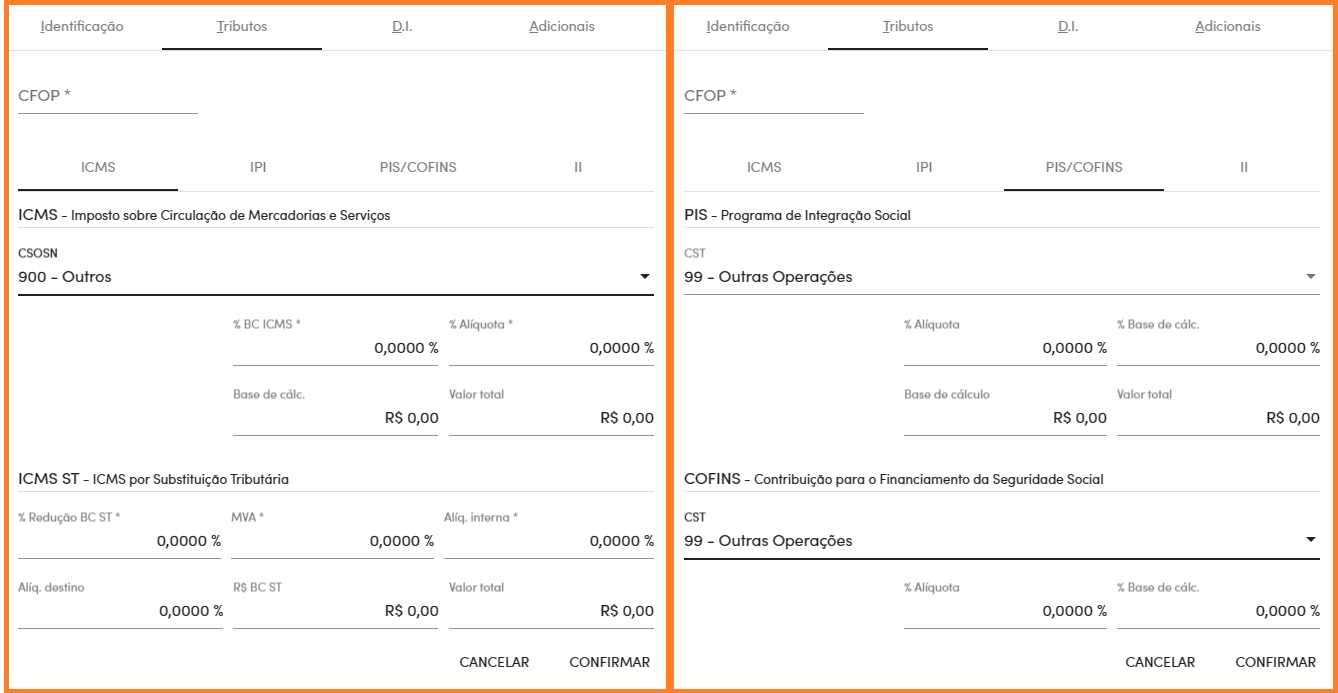 Identificação Tributos D.I. Adicionais
CFOP *
ICMS IPI PIS/COFINS II
ICMS - Imposto sobre Circulação de Mercadorias e Serviços
CSOSN
900 - Outros
% BC ICMS * % Alíquota *
0,0000 % 0,0000 %
Base de cálc. Valor total
R$ 0,00 R$ 0,00
ICMS ST - ICMS por Substituição Tributária
% Redução BC ST * MVA * Alíq. interna *
0,0000 % 0,0000 % 0,0000 %
Alíq. destino R$ BC ST Valor total
0,0000 % R$ 0,00 R$ 0,00
CANCELAR CONFIRMAR
Identificação Tributos D.I. Adicionais
CFOP *
ICMS IPI PIS/COFINS II
PIS - Programa de Integração Social
CST
99 - Outras Operações
% Alíquota % Base de cálc.
0,0000 % 0,0000 %
Base de cálculo Valor total
R$ 0,00 R$ 0,00
COFINS - Contribuição para o Financiamento da Seguridade Social
CST
99 - Outras Operações
% Alíquota % Base de cálc.
0,0000 % 0,0000 %
CANCELAR CONFIRMAR